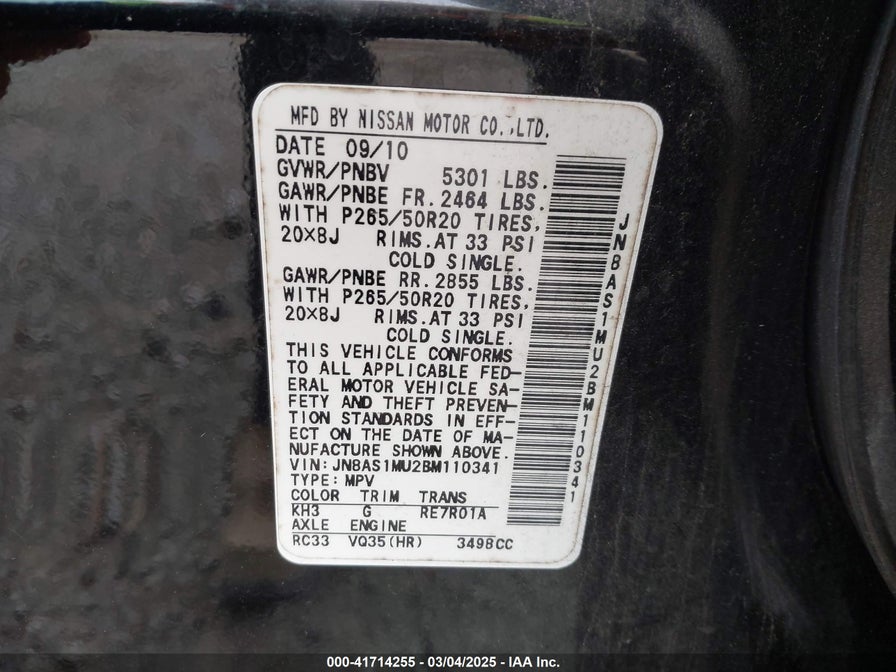 MFD BY NISSAN MOTOR CO.,LTD.
DATE 09/10
GVWR/PNBV 5301 LBS.
GAWR/PNBE FR. 2464 LBS.
WITH P265/50R20 TIRES,
20×8J RIMS.AT 33 PSI
COLD SINGLE.
GAWR/PNBE RR. 2855 LBS.
WITH P265/50R20 TIRES,
20×8J RIMS.AT 33 PSI
COLD SINGLE.
THIS VEHICLE CONFORMS
TO ALL APPLICABLE FED-
ERAL MOTOR VEHICLE SA-
FETY AND THEFT PREVEN-
TION STANDARDS IN EFF-
ECT ON THE DATE OF MA-
NUFACTURE SHOWN ABOVE.
VIN: JN8AS1MU2BM110341
TYPE: MPV
COLOR TRIM TRANS
KH3 G RE7R01A
AXLE ENGINE
RC33 VQ35(HR) 3498CC
JN8AS1MU2BM110341
000-41714255 — 03/04/2025 — IAA Inc.